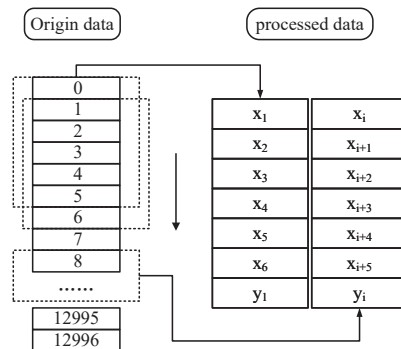 Origin data
processed data
0
1
2
3
4
5
6
7
8
......
12995
12996
x1 xi
x2 xi+1
x3 xi+2
x4 xi+3
x5 xi+4
x6 xi+5
y1 yi